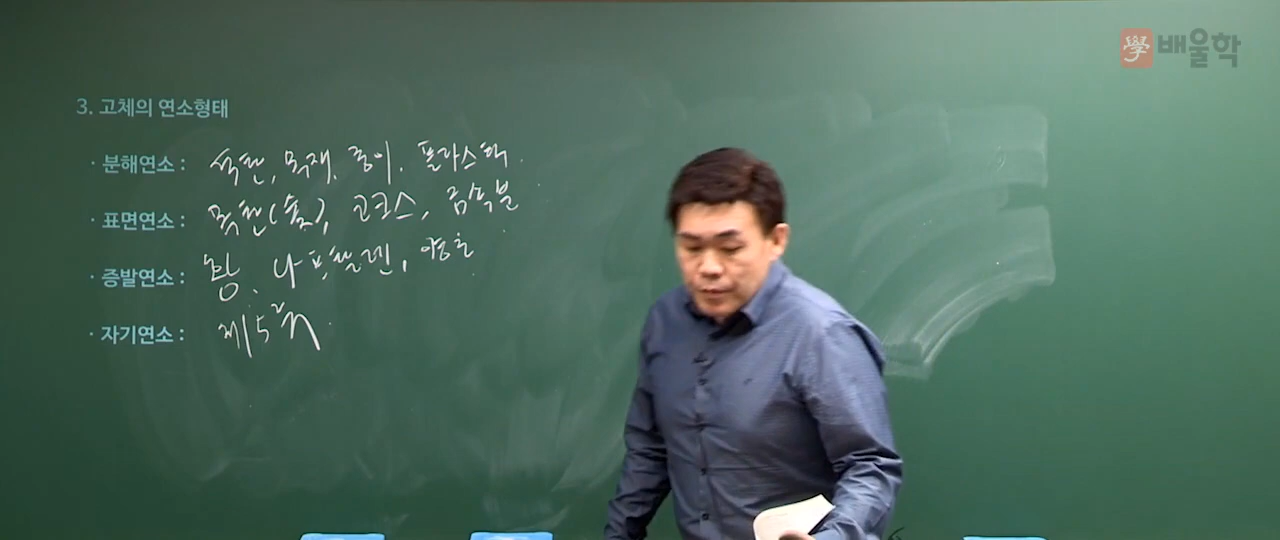 學 배울학
3. 고체의 연소형태
· 분해연소 : 석탄, 목재, 종이, 플라스틱.
· 표면연소 : 목탄(숯), 코크스, 금속분
· 증발연소 : 황, 나프탈렌, 양초
· 자기연소 : 제5류